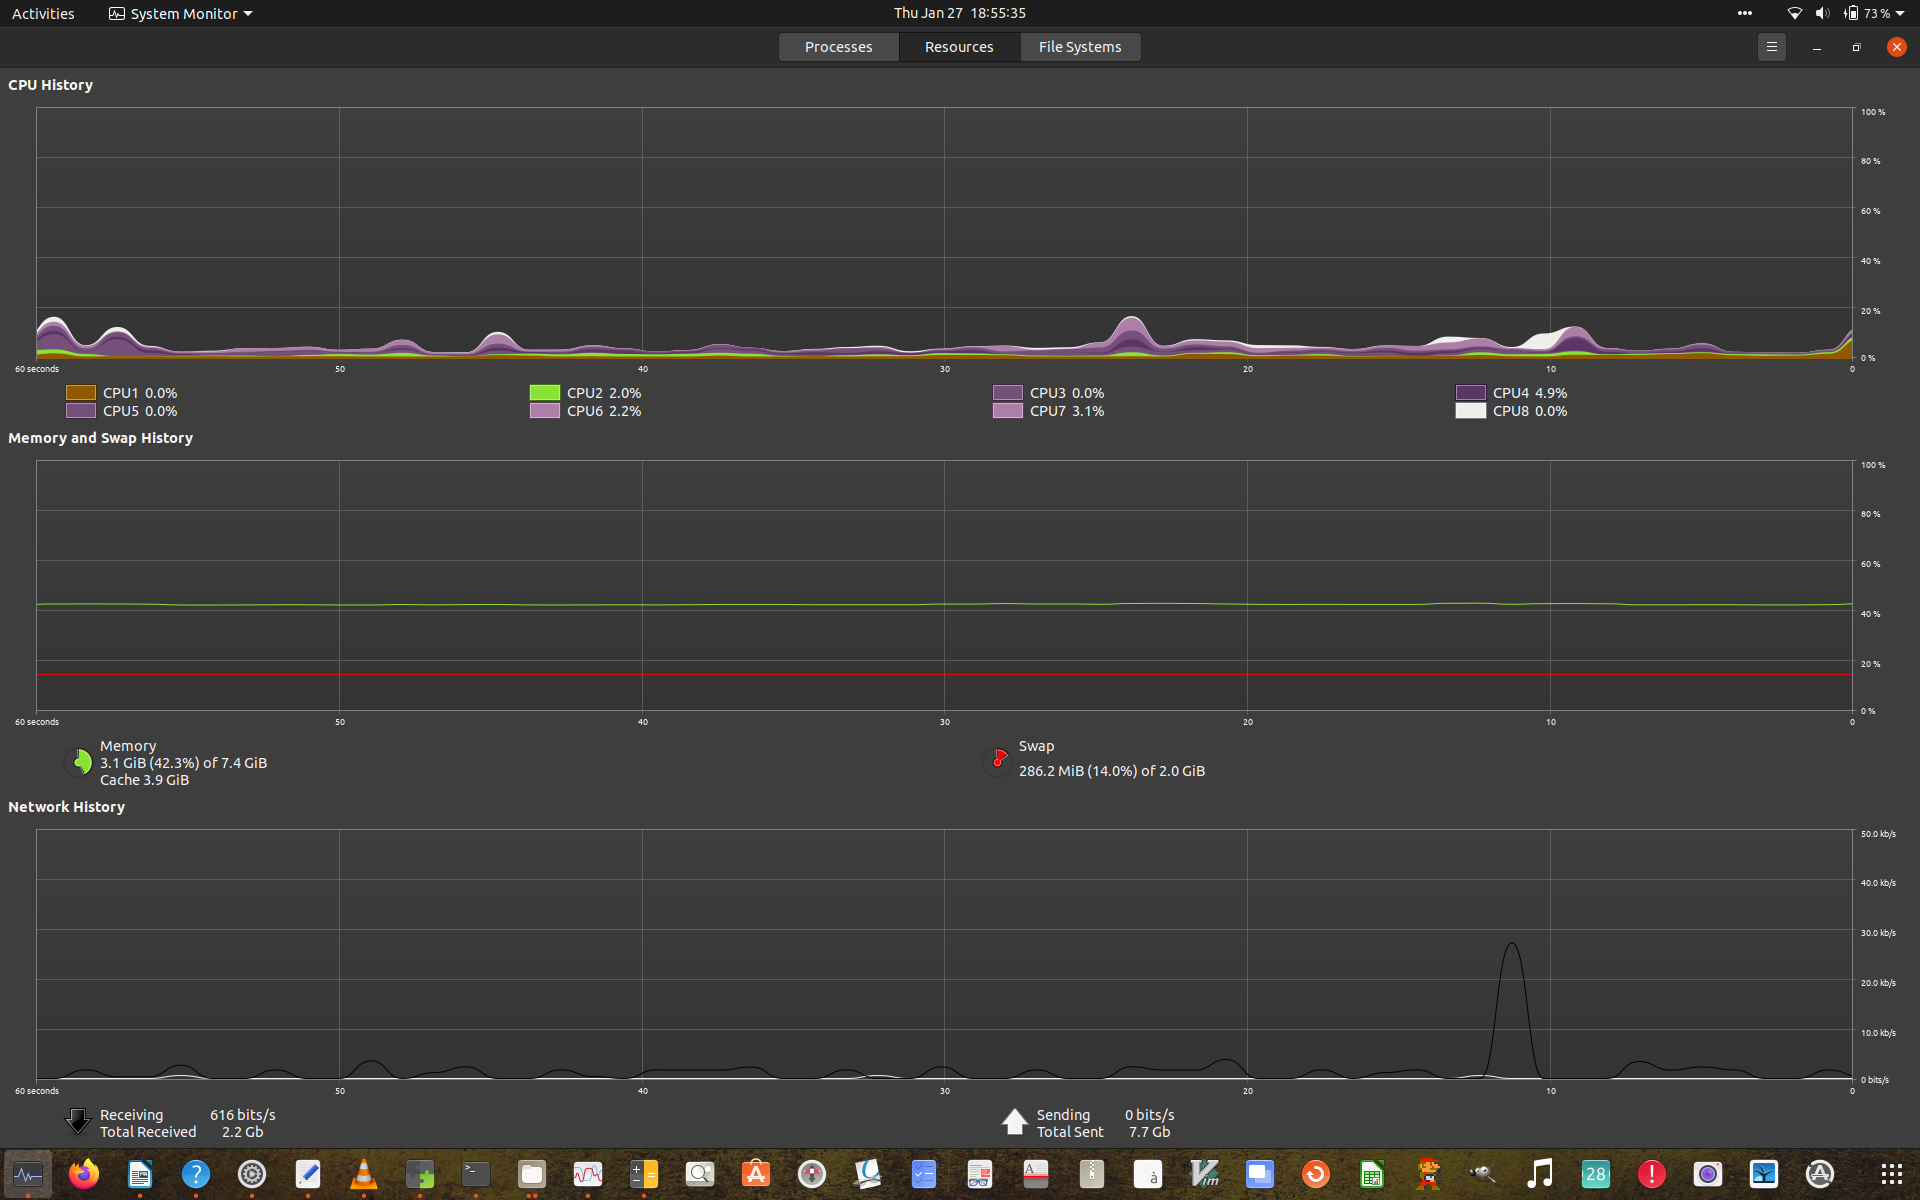 Activities System Monitor Thu Jan 27 18:55:35 73 %
Processes Resources File Systems
CPU History
100 %
80 %
60 %
40 %
20 %
0 %
60 seconds 50 40 30 20 10 0
CPU1 0.0% CPU2 2.0% CPU3 0.0% CPU4 4.9%
CPU5 0.0% CPU6 2.2% CPU7 3.1% CPU8 0.0%
Memory and Swap History
100 %
80 %
60 %
40 %
20 %
0 %
60 seconds 50 40 30 20 10 0
Memory Swap
3.1 GiB (42.3%) of 7.4 GiB 286.2 MiB (14.0%) of 2.0 GiB
Cache 3.9 GiB
Network History
50.0 kb/s
40.0 kb/s
30.0 kb/s
20.0 kb/s
10.0 kb/s
0 bits/s
60 seconds 50 40 30 20 10 0
Receiving 616 bits/s Sending 0 bits/s
Total Received 2.2 Gb Total Sent 7.7 Gb
? >_ A A à Vim 28 !